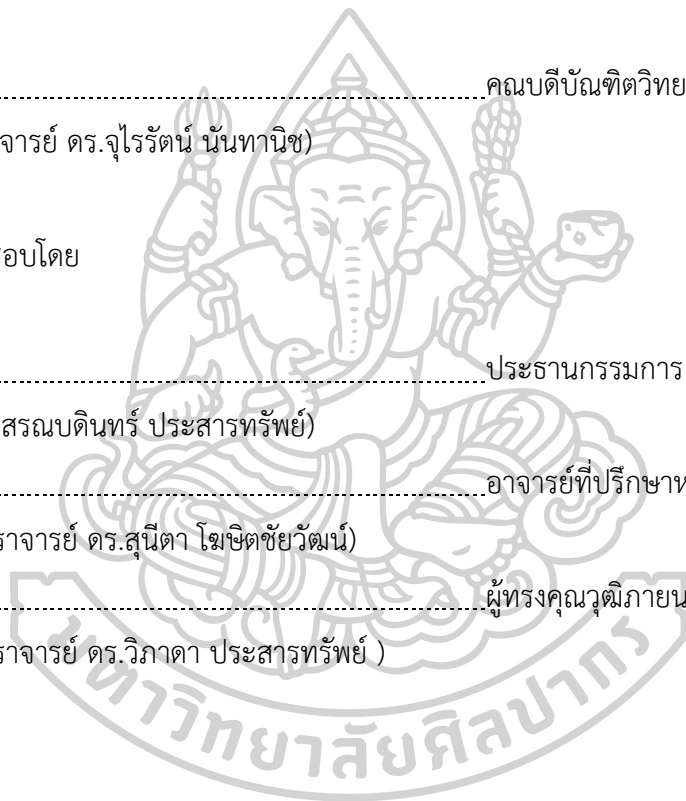 คณบดีบัณฑิตวิทย
จารย์ ดร.จุไรรัตน์ นันทานิช)
อบโดย
ประธานกรรมการ
สรณบดินทร์ ประสารทรัพย์)
อาจารย์ที่ปรึกษาห
ราจารย์ ดร.สุนีตา โฆษิตชัยวัฒน์)
ผู้ทรงคุณวุฒิภายน
ราจารย์ ดร.วิภาดา ประสารทรัพย์ )
มหาวิทยาลัยศิลปากร